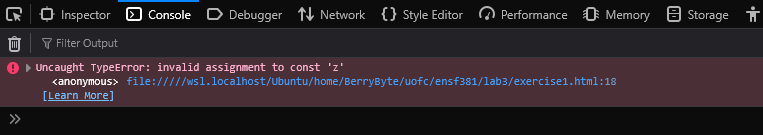 Inspector Console Debugger Network Style Editor Performance Memory Storage
Filter Output
Uncaught TypeError: invalid assignment to const 'z'
<anonymous> file://///wsl.localhost/Ubuntu/home/BerryByte/uofc/ensf381/lab3/exercise1.html:18
[Learn More]